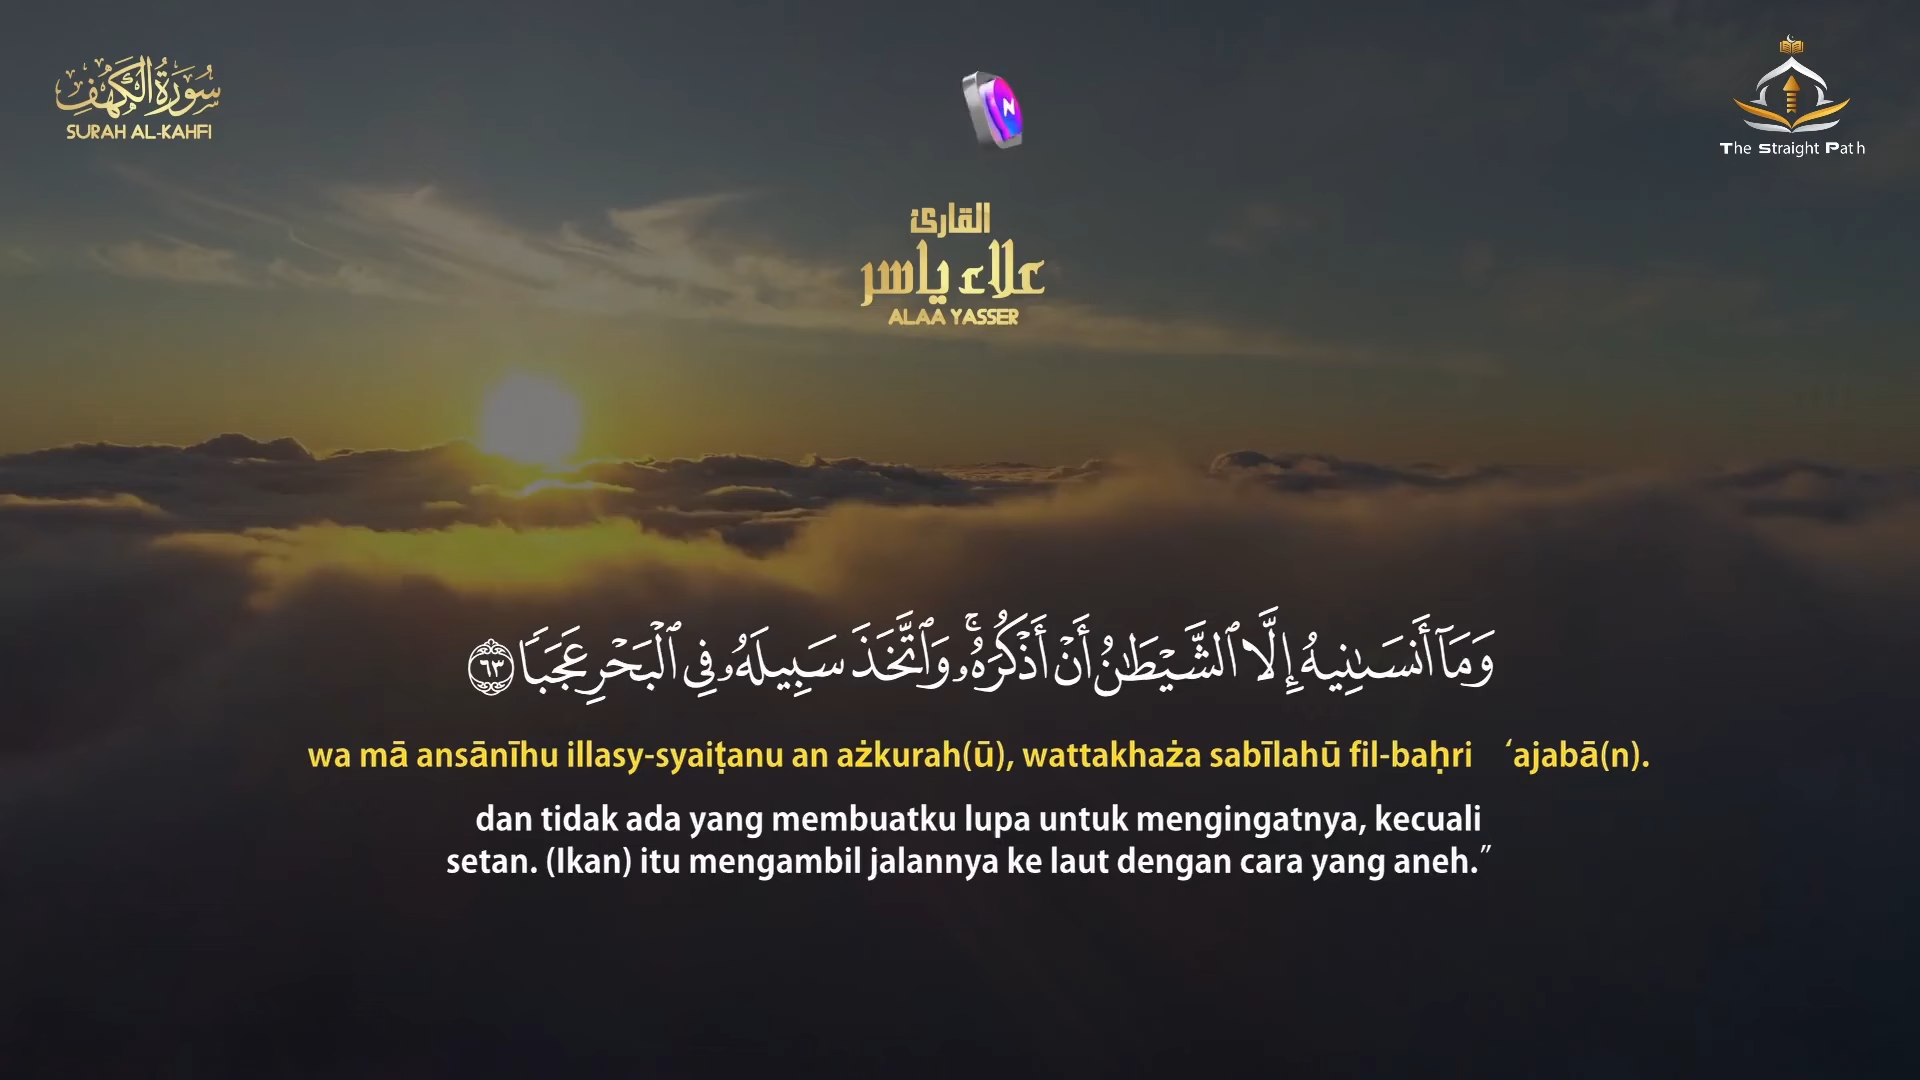 سُورَةُ الكَهْفِ
SURAH AL-KAHFI
N
The Straight Path
القارئ
علاء ياسر
ALAA YASSER
وَمَآ أَنسَىٰنِيهُ إِلَّا ٱلشَّيْطَٰنُ أَنْ أَذْكُرَهُۥ ۚ وَٱتَّخَذَ سَبِيلَهُۥ فِى ٱلْبَحْرِ عَجَبًا ٦٣
wa mā ansānīhu illasy-syaiṭanu an ażkurah(ū), wattakhaża sabīlahū fil-baḥri ‘ajabā(n).
dan tidak ada yang membuatku lupa untuk mengingatnya, kecuali
setan. (Ikan) itu mengambil jalannya ke laut dengan cara yang aneh.”